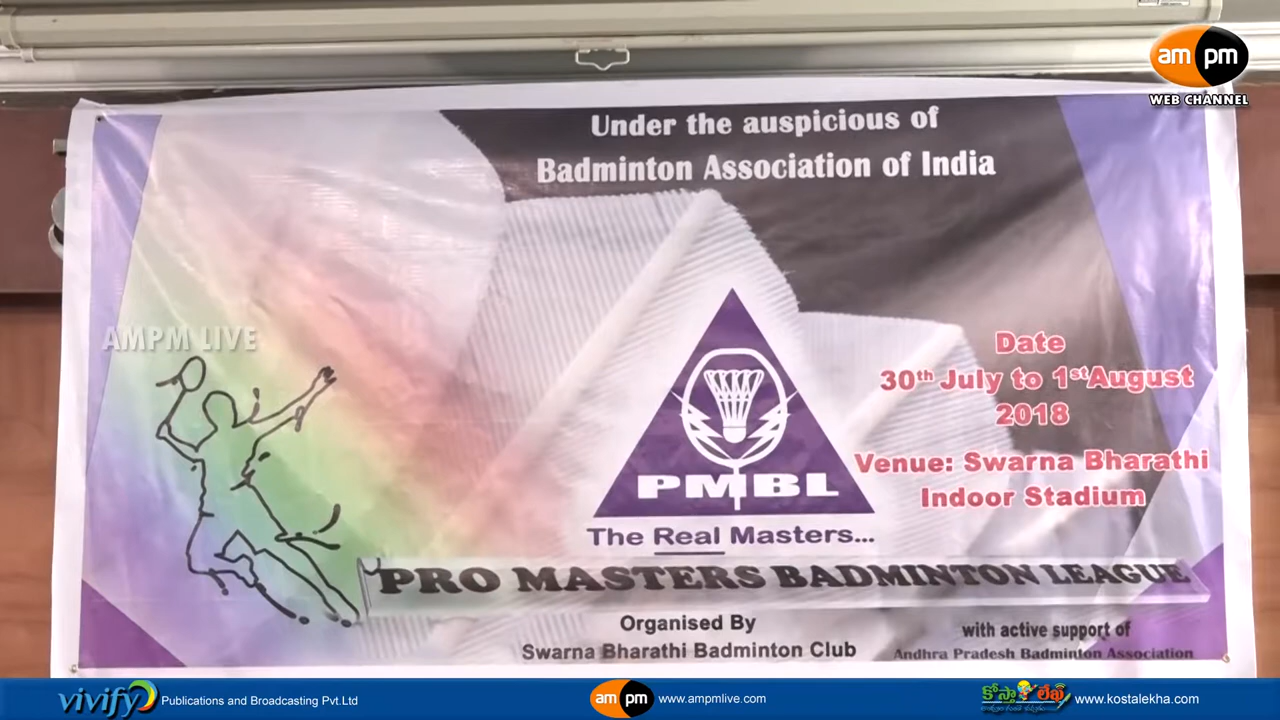 am pm
WEB CHANNEL
Under the auspicious of
Badminton Association of India
AMPM LIVE
Date
30th July to 1st August
2018
Venue: Swarna Bharathi
Indoor Stadium
PMBL
The Real Masters...
PRO MASTERS BADMINTON LEAGUE
Organised By
Swarna Bharathi Badminton Club
with active support of
Andhra Pradesh Badminton Association
vivify Publications and Broadcasting Pvt.Ltd
am pm www.ampmlive.com
కోస్తా లేఖ www.kostalekha.com